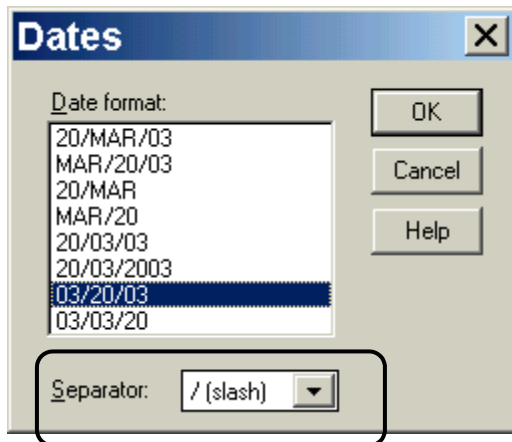 Dates
Date format:
20/MAR/03
MAR/20/03
20/MAR
MAR/20
20/03/03
20/03/2003
03/20/03
03/03/20
OK
Cancel
Help
Separator: / (slash)